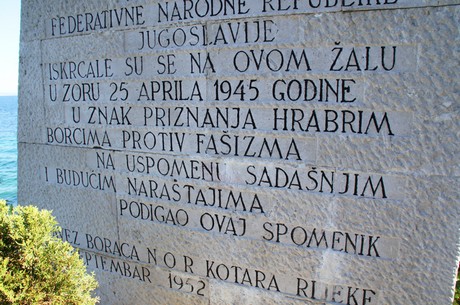 FEDERATIVNE NARODNE REPUBLIKE
JUGOSLAVIJE
ISKRCALE SU SE NA OVOM ŽALU
U ZORU 25 APRILA 1945 GODINE
U ZNAK PRIZNANJA HRABRIM
BORCIMA PROTIV FAŠIZMA
NA USPOMENU SADAŠNJIM
I BUDUĆIM NARAŠTAJIMA
PODIGAO OVAJ SPOMENIK
BORACA N O R KOTARA RIJEKE
SEPTEMBAR 1952